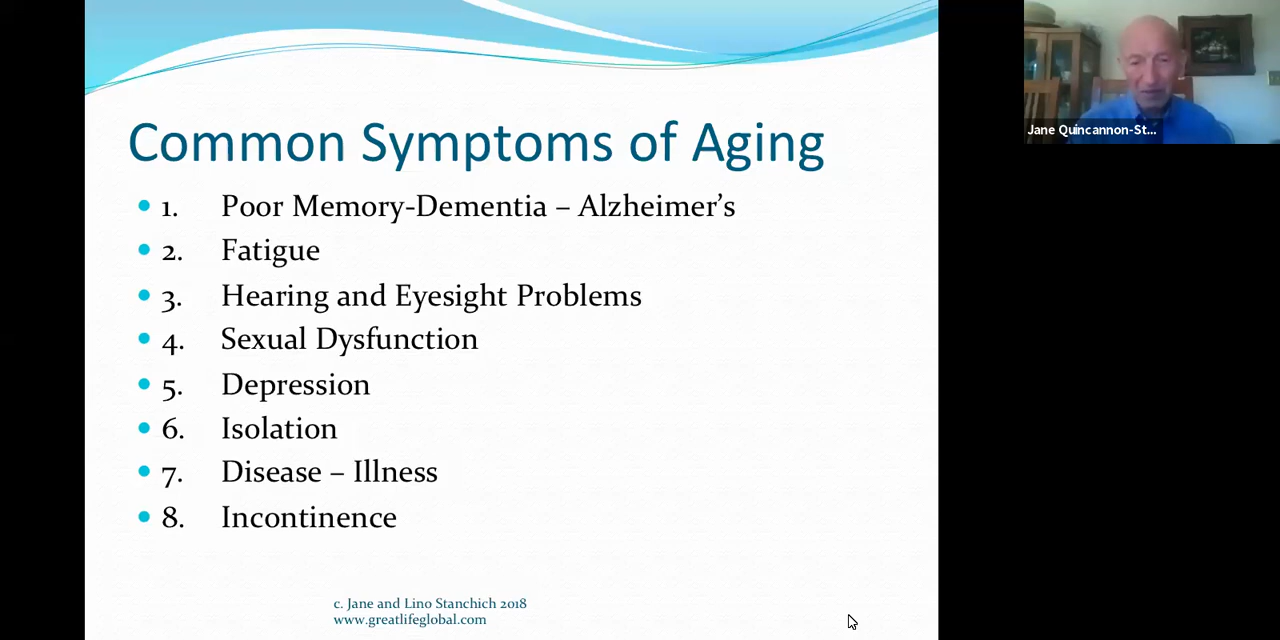 Common Symptoms of Aging
• 1. Poor Memory-Dementia – Alzheimer’s
• 2. Fatigue
• 3. Hearing and Eyesight Problems
• 4. Sexual Dysfunction
• 5. Depression
• 6. Isolation
• 7. Disease – Illness
• 8. Incontinence
c. Jane and Lino Stanchich 2018
www.greatlifeglobal.com
Jane Quincannon-St...